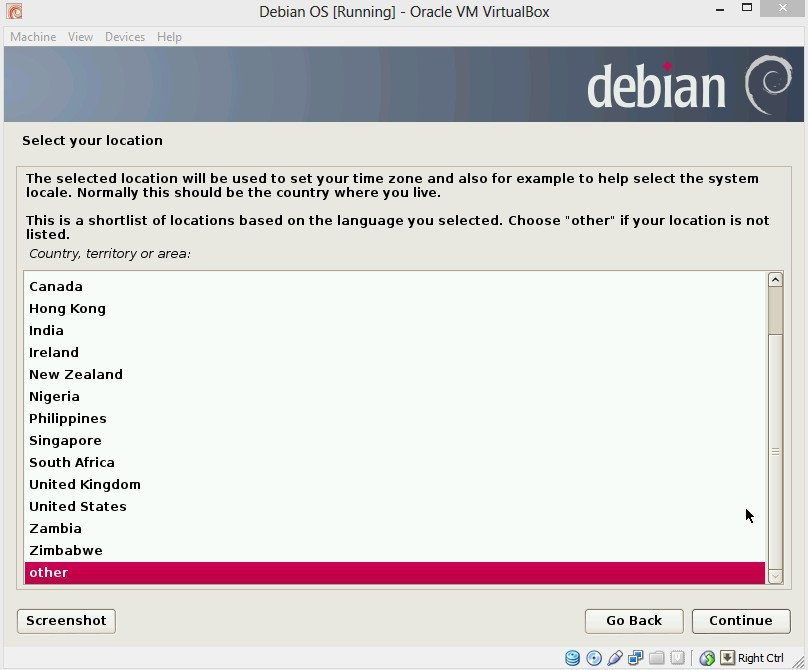 Debian OS [Running] - Oracle VM VirtualBox
Machine View Devices Help
debian
Select your location
The selected location will be used to set your time zone and also for example to help select the system
locale. Normally this should be the country where you live.
This is a shortlist of locations based on the language you selected. Choose "other" if your location is not
listed.
Country, territory or area:
Canada
Hong Kong
India
Ireland
New Zealand
Nigeria
Philippines
Singapore
South Africa
United Kingdom
United States
Zambia
Zimbabwe
other
Screenshot Go Back Continue
Right Ctrl